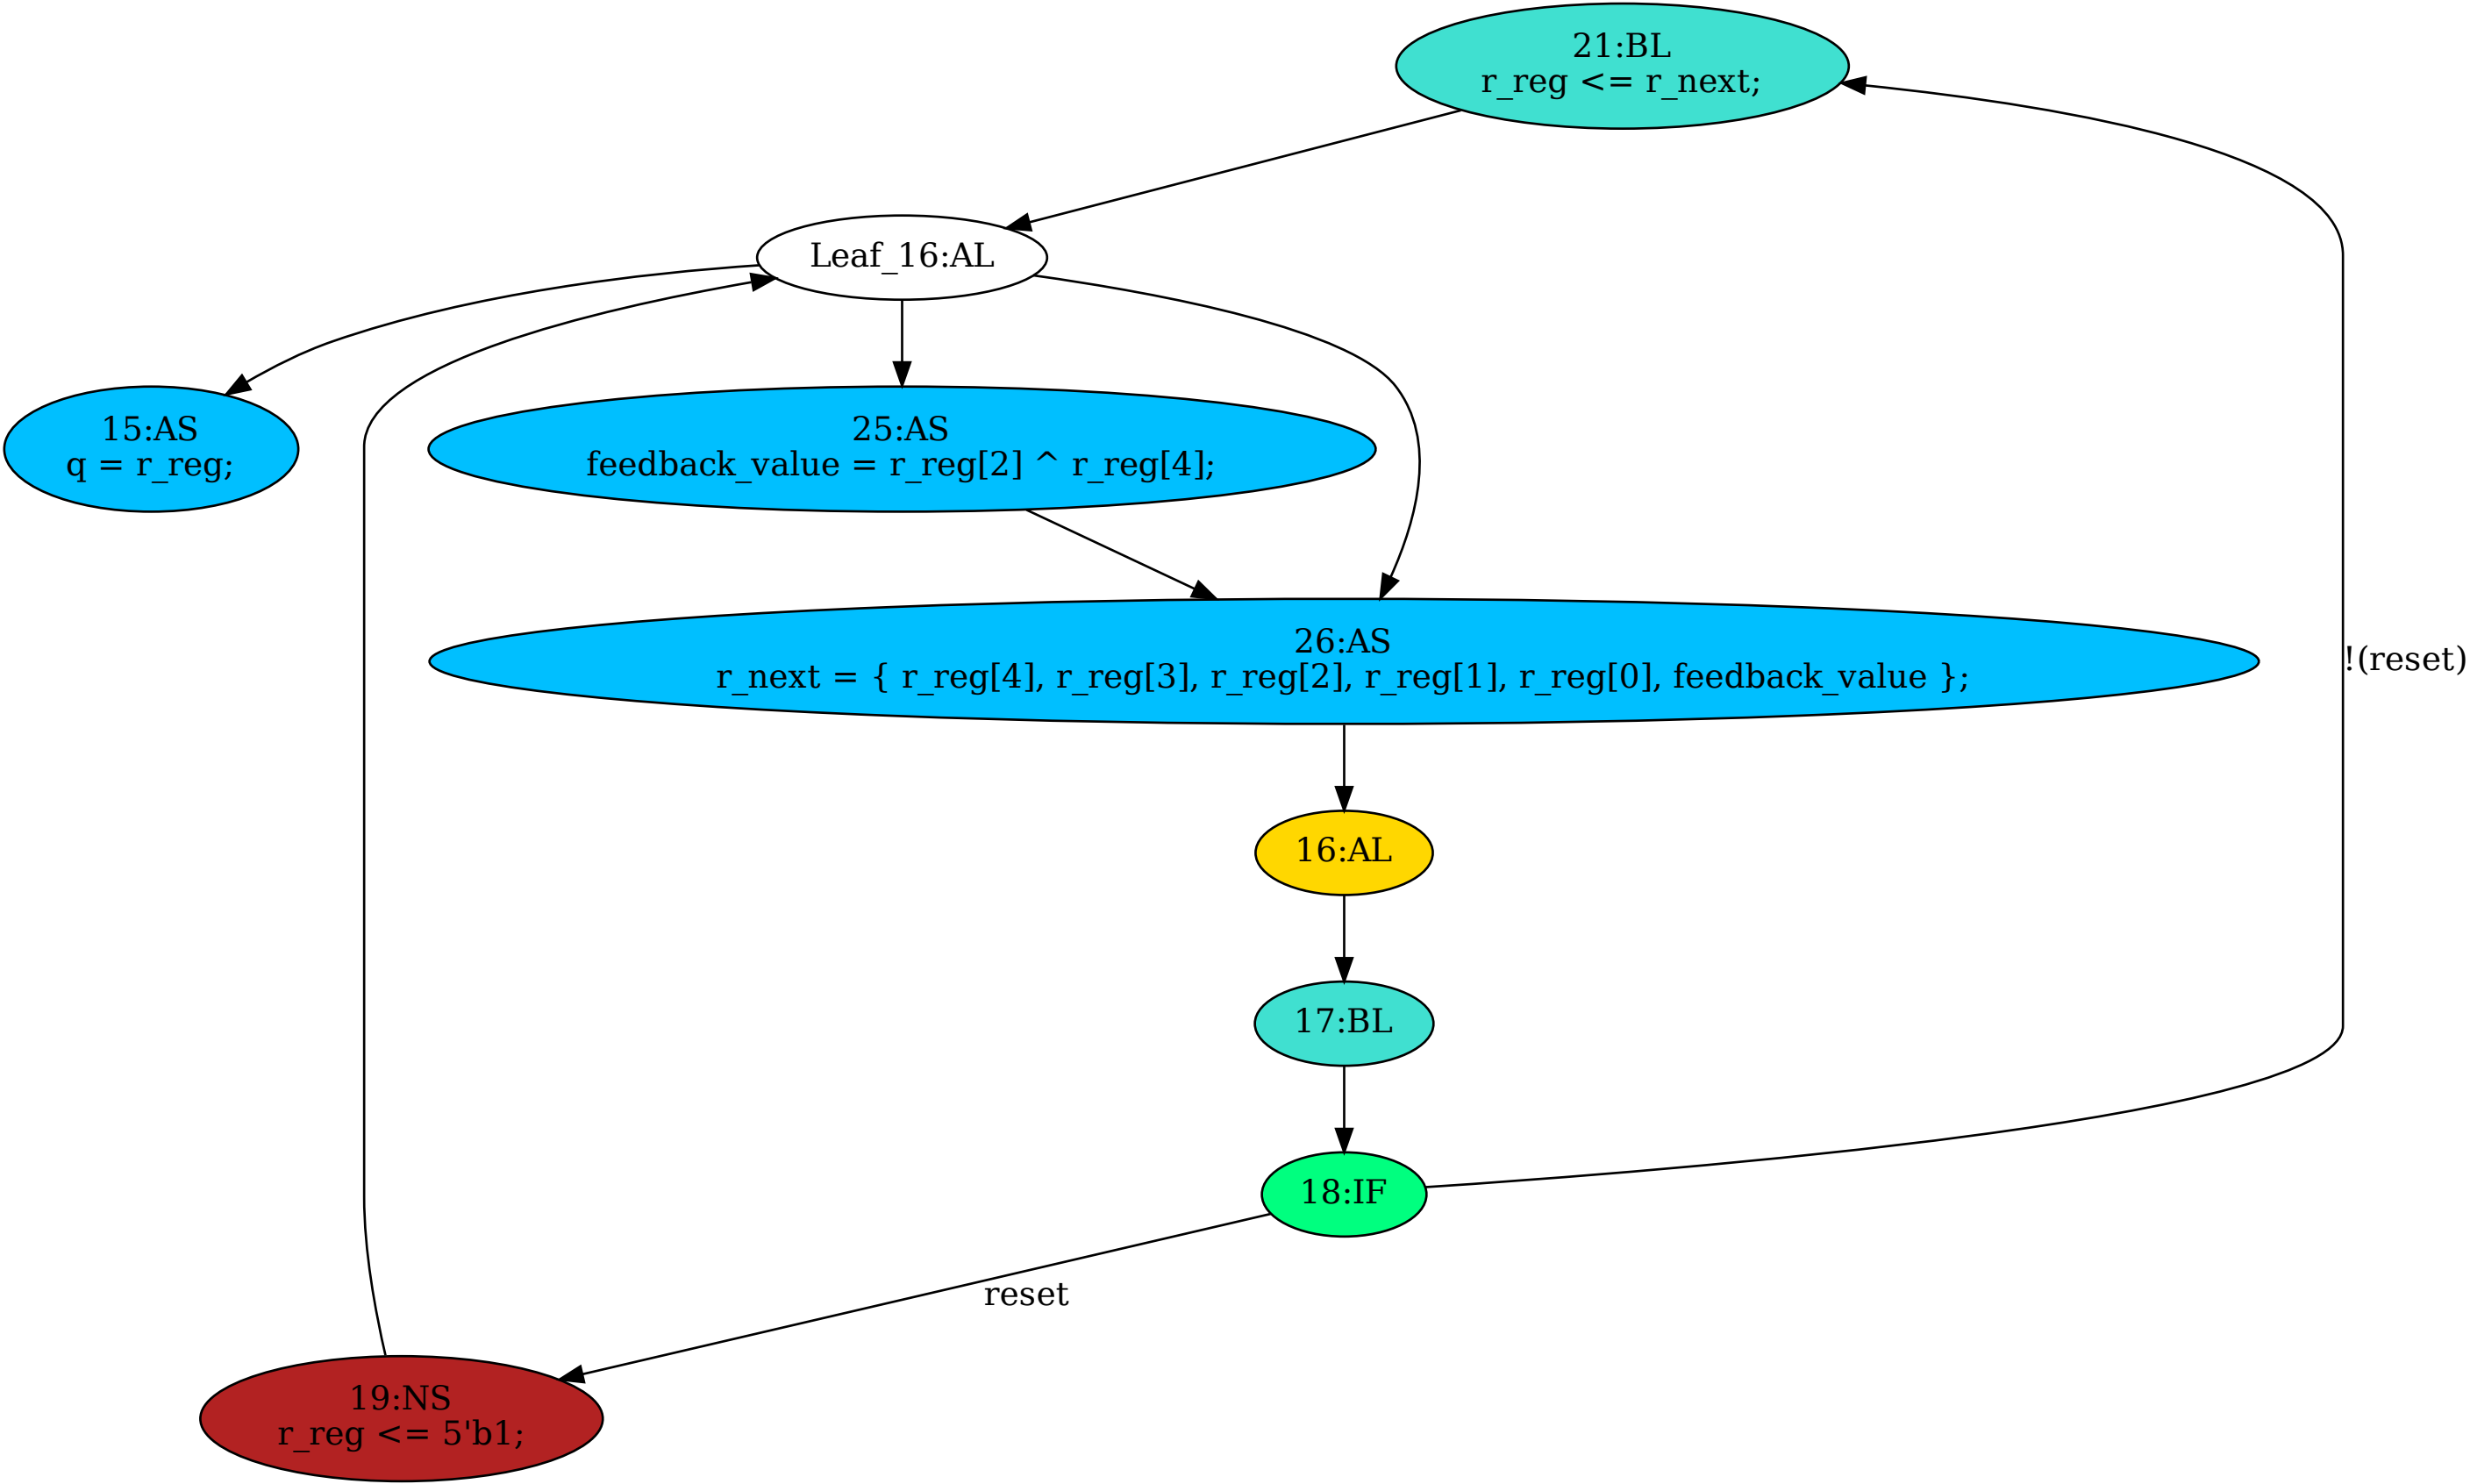 21:BL
r_reg <= r_next;
Leaf_16:AL
15:AS
q = r_reg;
25:AS
feedback_value = r_reg[2] ^ r_reg[4];
26:AS
r_next = { r_reg[4], r_reg[3], r_reg[2], r_reg[1], r_reg[0], feedback_value };
!(reset)
16:AL
17:BL
18:IF
reset
19:NS
r_reg <= 5'b1;